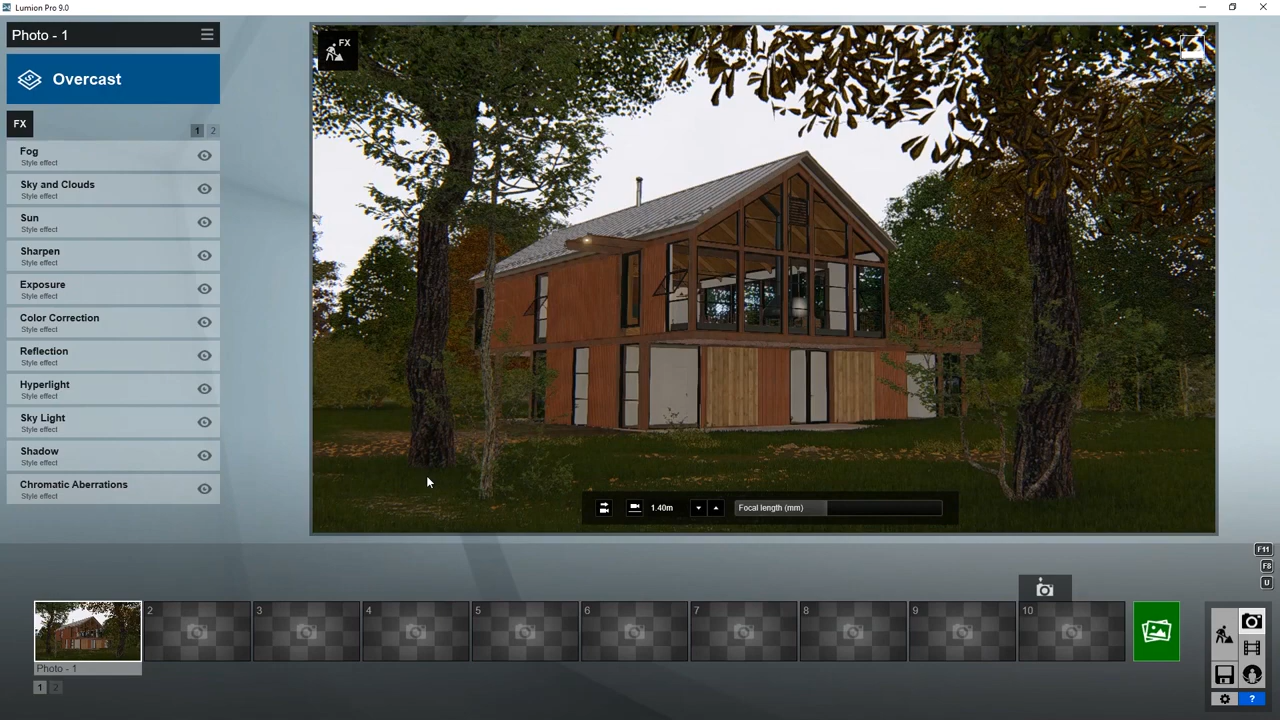 Lumion Pro 9.0
Photo - 1
Overcast
FX
1 2
Fog
Style effect
Sky and Clouds
Style effect
Sun
Style effect
Sharpen
Style effect
Exposure
Style effect
Color Correction
Style effect
Reflection
Style effect
Hyperlight
Style effect
Sky Light
Style effect
Shadow
Style effect
Chromatic Aberrations
Style effect
FX
1.40m
Focal length (mm)
F11
F8
U
2
3
4
5
6
7
8
9
10
Photo - 1
1 2
?